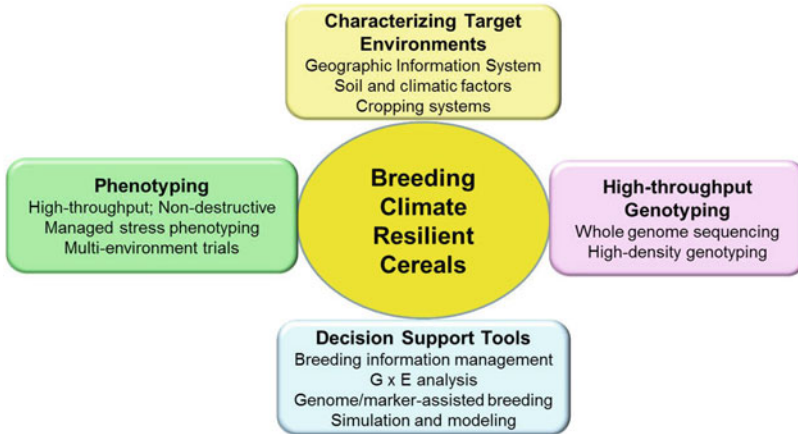 Characterizing Target
Environments
Geographic Information System
Soil and climatic factors
Cropping systems
Phenotyping
High-throughput; Non-destructive
Managed stress phenotyping
Multi-environment trials
Breeding
Climate
Resilient
Cereals
High-throughput
Genotyping
Whole genome sequencing
High-density genotyping
Decision Support Tools
Breeding information management
G x E analysis
Genome/marker-assisted breeding
Simulation and modeling